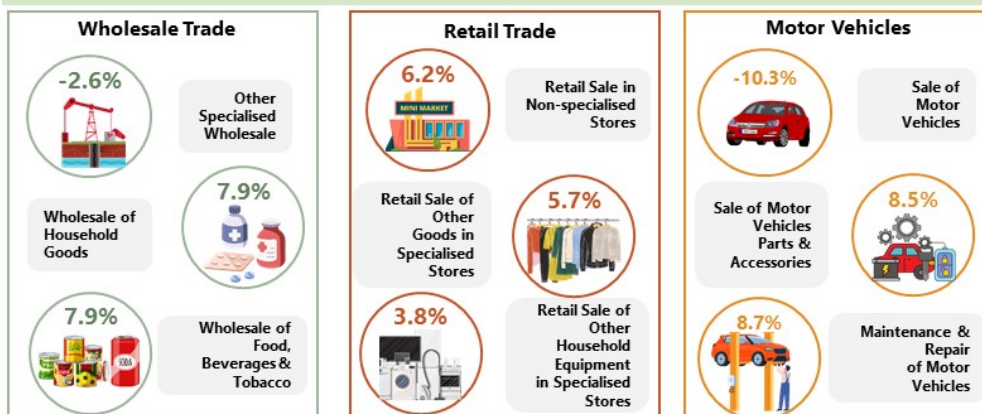 Wholesale Trade
-2.6%
Other
Specialised
Wholesale
Wholesale of
Household
Goods
7.9%
7.9%
SODA
Wholesale of
Food,
Beverages &
Tobacco
Retail Trade
6.2%
MINI MARKET
Retail Sale in
Non-specialised
Stores
Retail Sale of
Other
Goods in
Specialised
Stores
5.7%
3.8%
Retail Sale of
Other
Household
Equipment
in Specialised
Stores
Motor Vehicles
-10.3%
Sale of
Motor
Vehicles
Sale of Motor
Vehicles
Parts &
Accessories
8.5%
8.7%
Maintenance &
Repair
of Motor
Vehicles